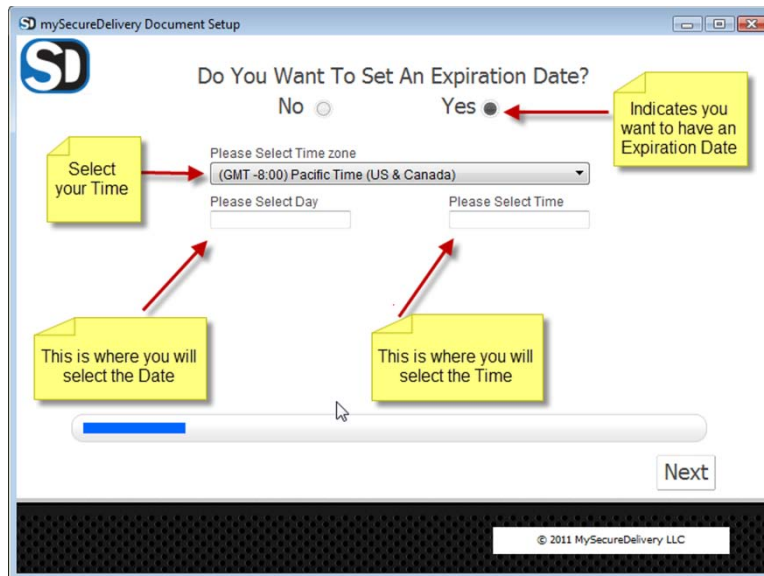 SD mySecureDelivery Document Setup
SD
Do You Want To Set An Expiration Date?
No
Yes
Indicates you
want to have an
Expiration Date
Select
your Time
Please Select Time zone
(GMT -8:00) Pacific Time (US & Canada)
Please Select Day
Please Select Time
This is where you will
select the Date
This is where you will
select the Time
Next
© 2011 MySecureDelivery LLC